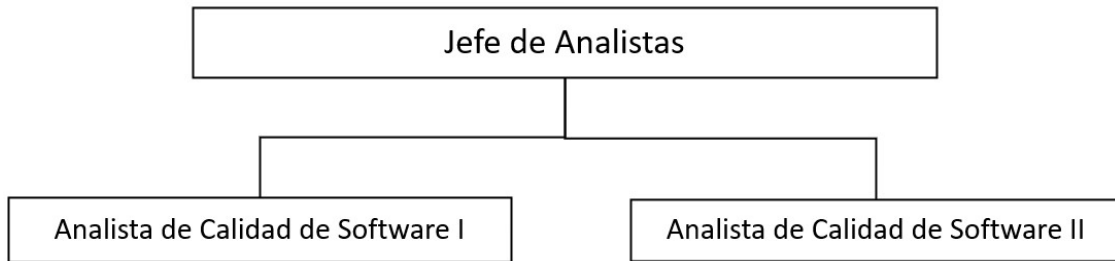 Jefe de Analistas
Analista de Calidad de Software I
Analista de Calidad de Software II